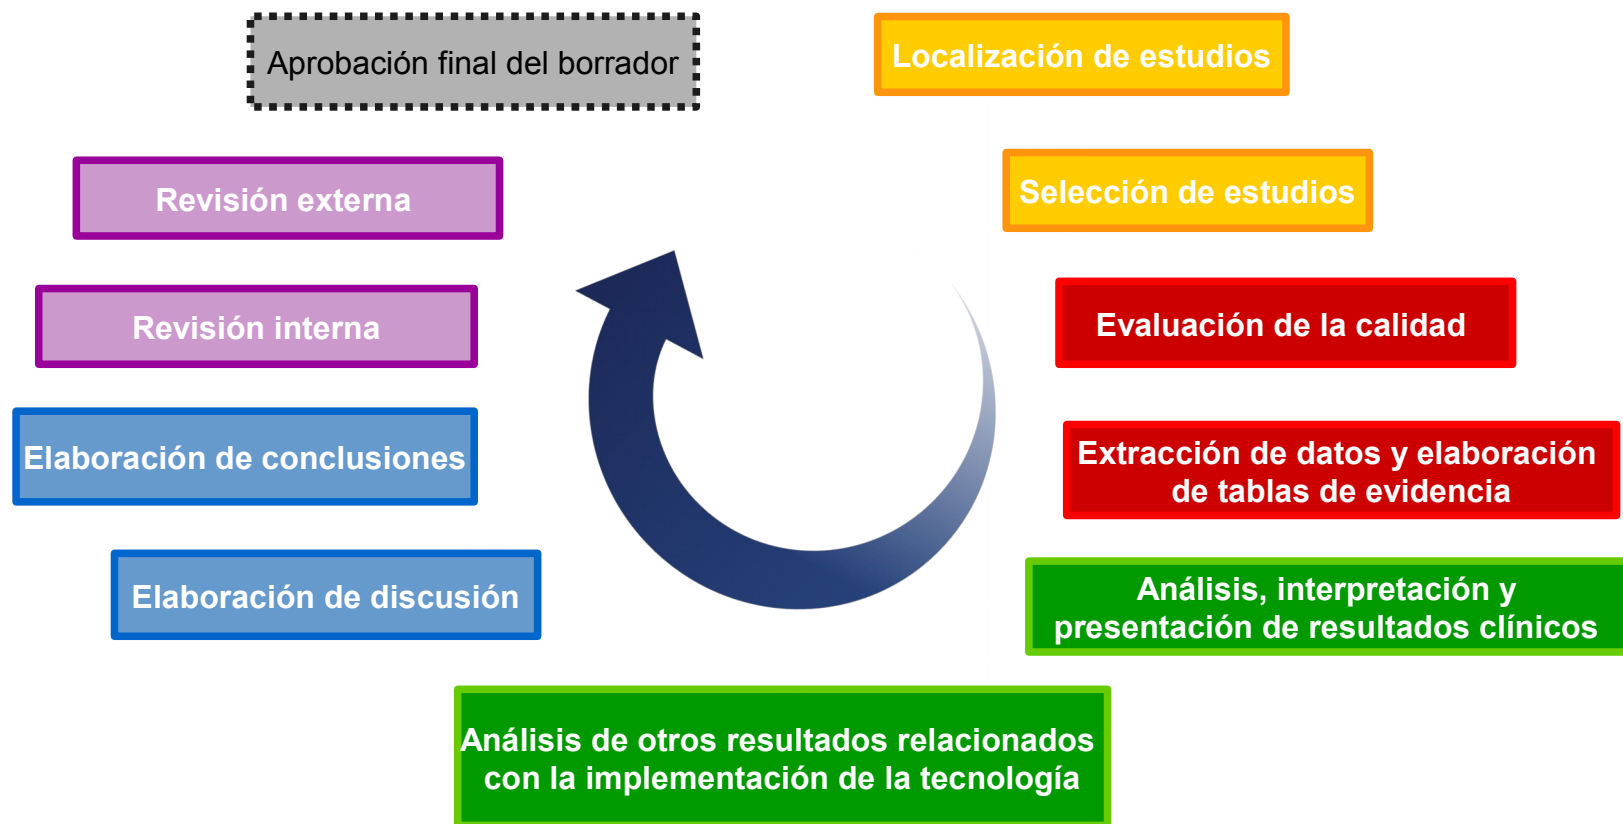 Aprobación final del borrador
Localización de estudios
Revisión externa
Selección de estudios
Revisión interna
Evaluación de la calidad
Elaboración de conclusiones
Extracción de datos y elaboración
de tablas de evidencia
Elaboración de discusión
Análisis, interpretación y
presentación de resultados clínicos
Análisis de otros resultados relacionados
con la implementación de la tecnología